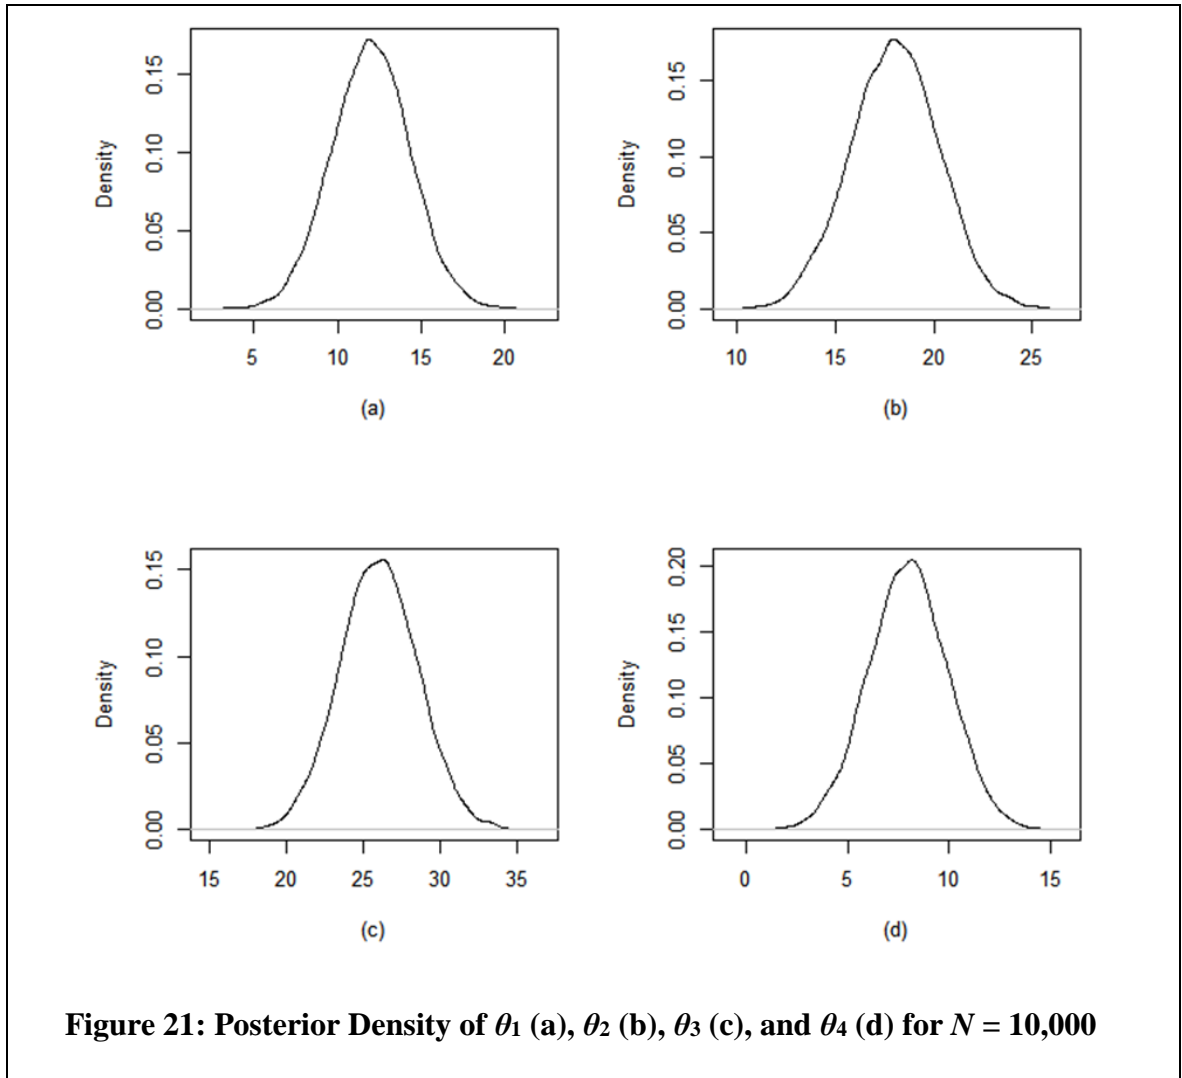 0.00 0.05 0.10 0.15
Density
5 10 15 20
(a)
0.00 0.05 0.10 0.15
Density
10 15 20 25
(b)
0.00 0.05 0.10 0.15
Density
15 20 25 30 35
(c)
0.00 0.05 0.10 0.15 0.20
Density
0 5 10 15
(d)
Figure 21: Posterior Density of θ1 (a), θ2 (b), θ3 (c), and θ4 (d) for N = 10,000